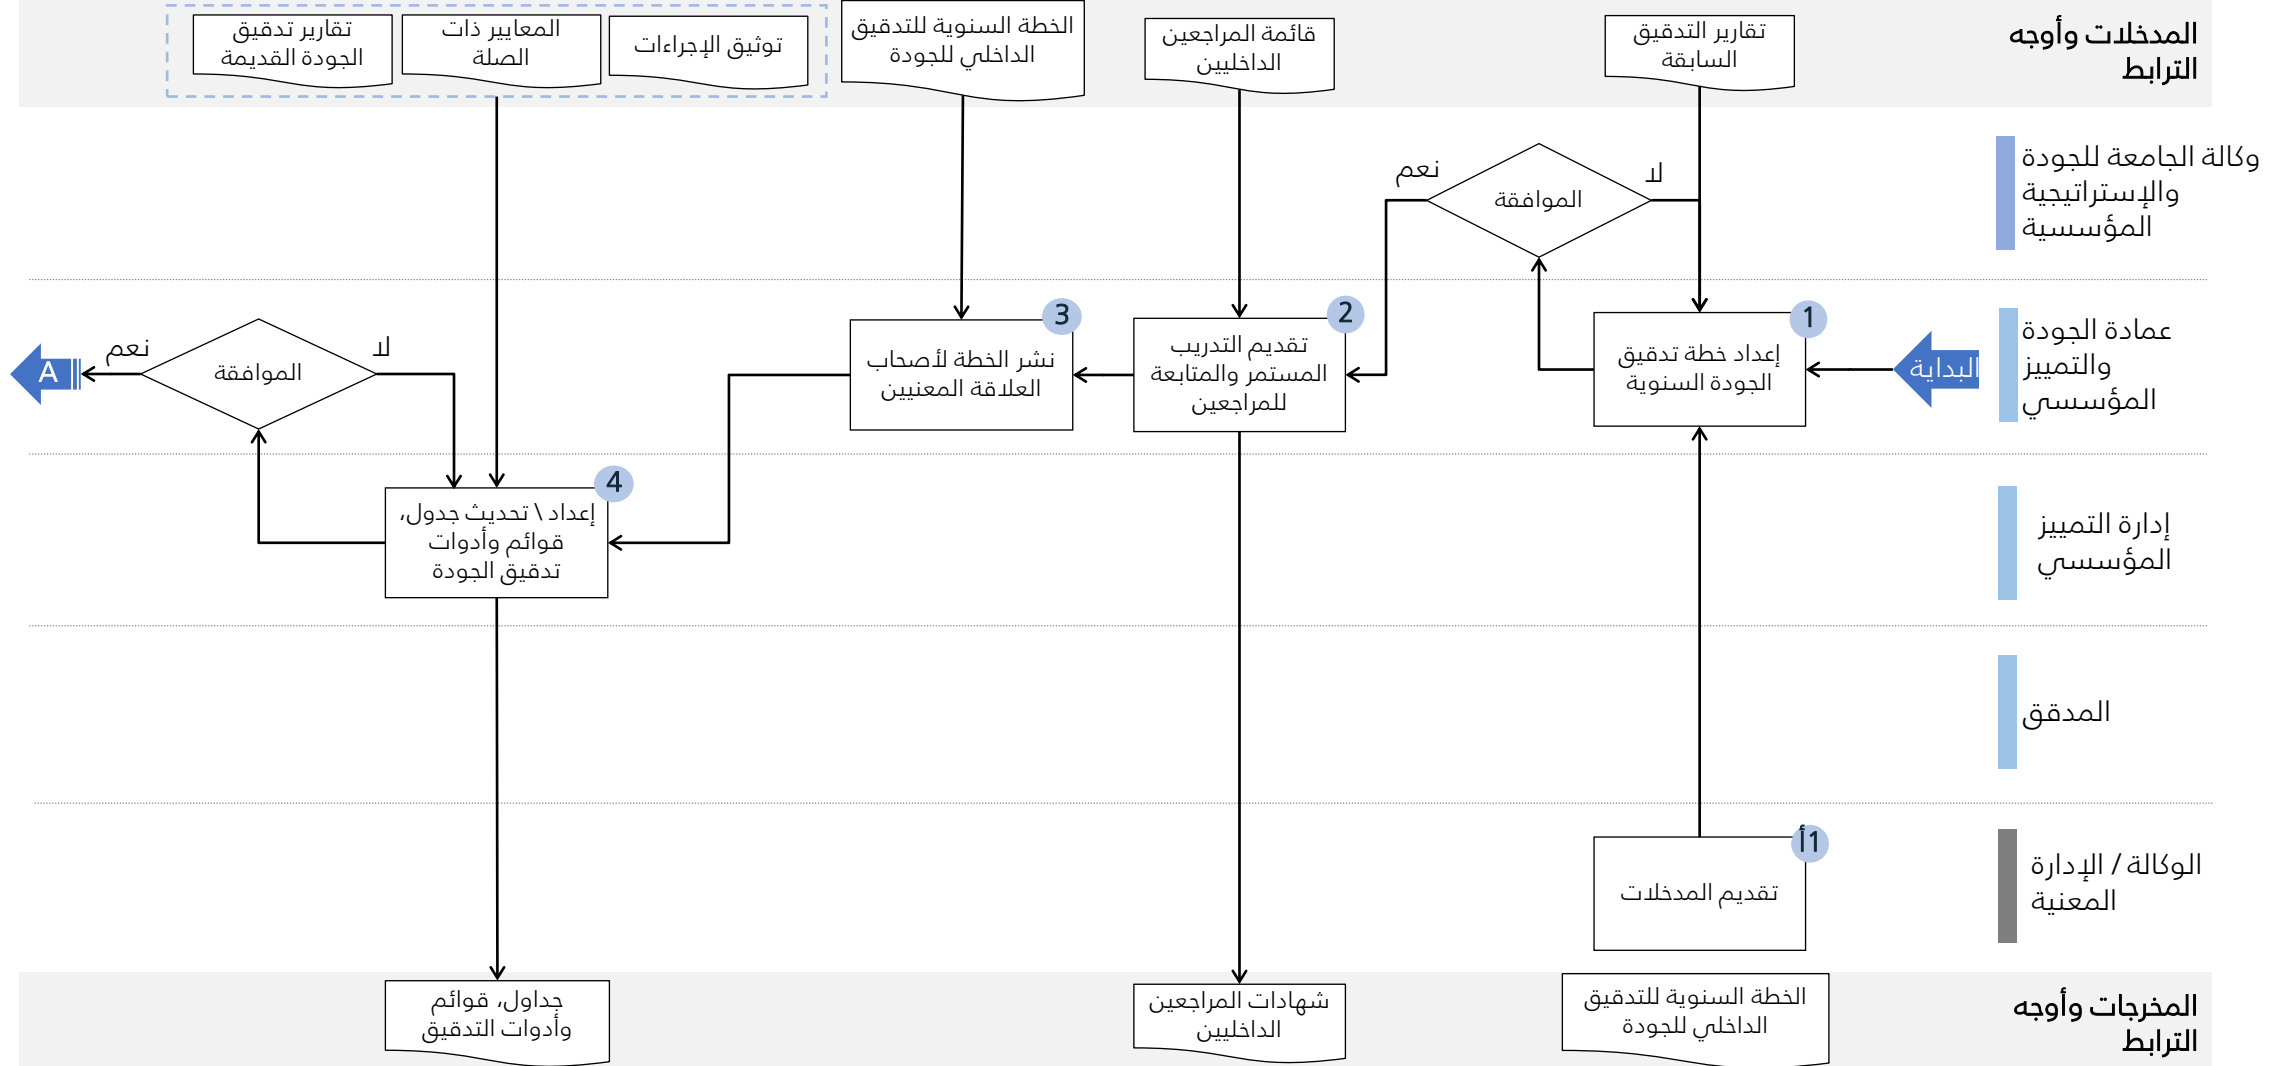 المدخلات وأوجه
الترابط
تقارير التدقيق
السابقة
قائمة المراجعين
الداخليين
الخطة السنوية للتدقيق
الداخلي للجودة
توثيق الإجراءات
المعايير ذات
الصلة
تقارير تدقيق
الجودة القديمة
وكالة الجامعة للجودة
والإستراتيجية
المؤسسية
لا
الموافقة
نعم
عمادة الجودة
والتمييز
المؤسسي
البداية
1
إعداد خطة تدقيق
الجودة السنوية
2
تقديم التدريب
المستمر والمتابعة
للمراجعين
3
نشر الخطة لأصحاب
العلاقة المعنيين
لا
الموافقة
نعم
A
إدارة التمييز
المؤسسي
4
إعداد \ تحديث جدول،
قوائم وأدوات
تدقيق الجودة
المدقق
الوكالة / الإدارة
المعنية
1أ
تقديم المدخلات
المخرجات وأوجه
الترابط
الخطة السنوية للتدقيق
الداخلي للجودة
شهادات المراجعين
الداخليين
جداول، قوائم
وأدوات التدقيق